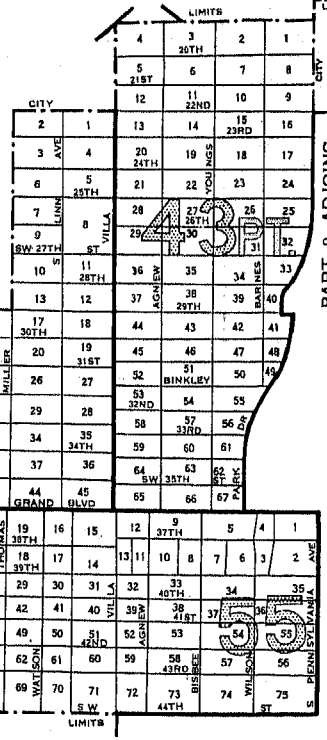 LIMITS
4 3 2 1
20TH
5 6 7 8
21ST
CITY
12 11 10 9
22ND
CITY
2 1 13 14 15 16
23RD
3 AVE 4 20 19 YOUNGS 18 17
24TH
6 5 21 22 23 24
25TH
7 LINN 8 VILLA 28 27 26 25
26TH
43 PT
9 29 30 31 32
SW 27TH ST
10 S 11 36 35 34 33
28TH
13 12 37 AGNEW 38 39 BARNES 40
29TH
17 18 44 43 42 41
30TH
20 19 45 46 47 48
31ST
MILLER 26 27 52 51 50 49
BINKLEY
29 28 53 54 55
32ND
34 35 58 57 56 DR
34TH 33RD
37 36 59 60 61
44 45 64 63 62
GRAND BLVD SW 35TH ST
65 66 67 PARK
THOMAS 19 16 15 12 9 5 4 1
38TH 37TH
18 17 14 13 11 10 8 7 6 3 2 AVE
39TH
29 30 31 VILLA 32 33 34 35
40TH
42 41 40 39 AGNEW 38 37 36
41ST
55
49 50 51 52 53 54 55 PENNSYLVANIA
42ND
62 WATSON 61 60 59 58 BISBEE 57 WILSON 56
43RD
69 70 71 72 73 74 75 S
SW 44TH ST
LIMITS